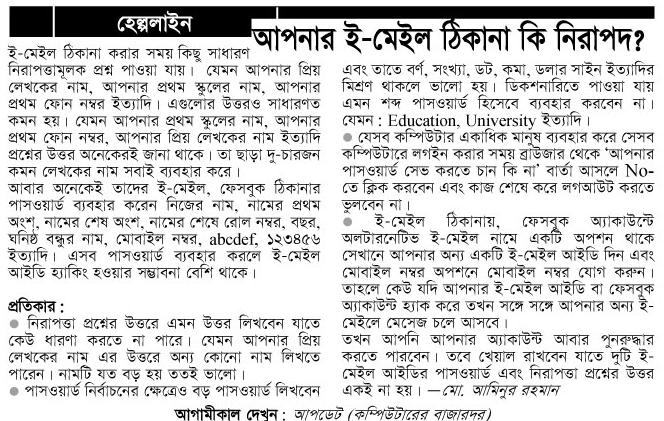 হেল্পলাইন
আপনার ই-মেইল ঠিকানা কি নিরাপদ?
ই-মেইল ঠিকানা করার সময় কিছু সাধারণ
নিরাপত্তামূলক প্রশ্ন পাওয়া যায়। যেমন আপনার প্রিয়
লেখকের নাম, আপনার প্রথম স্কুলের নাম, আপনার
প্রথম ফোন নম্বর ইত্যাদি। এগুলোর উত্তরও সাধারণত
কমন হয়। যেমন আপনার প্রথম স্কুলের নাম, আপনার
প্রথম ফোন নম্বর, আপনার প্রিয় লেখকের নাম ইত্যাদি
প্রশ্নের উত্তর অনেকেরই জানা থাকে। তা ছাড়া দু-চারজন
কমন লেখকের নাম সবাই ব্যবহার করে।
আবার অনেকেই তাদের ই-মেইল, ফেসবুক ঠিকানার
পাসওয়ার্ড ব্যবহার করেন নিজের নাম, নামের প্রথম
অংশ, নামের শেষ অংশ, নামের শেষে রোল নম্বর, বছর,
ঘনিষ্ঠ বন্ধুর নাম, মোবাইল নম্বর, abcdef, ১২৩৪৫৬
ইত্যাদি। এসব পাসওয়ার্ড ব্যবহার করলে ই-মেইল
আইডি হ্যাকিং হওয়ার সম্ভাবনা বেশি থাকে।
প্রতিকার :
● নিরাপত্তা প্রশ্নের উত্তরে এমন উত্তর লিখবেন যাতে
কেউ ধারণা করতে না পারে। যেমন আপনার প্রিয়
লেখকের নাম এর উত্তরে অন্য কোনো নাম লিখতে
পারেন। নামটি যত বড় হয় ততই ভালো।
● পাসওয়ার্ড নির্বাচনের ক্ষেত্রেও বড় পাসওয়ার্ড লিখবেন
এবং তাতে বর্ণ, সংখ্যা, ডট, কমা, ডলার সাইন ইত্যাদির
মিশ্রণ থাকলে ভালো হয়। ডিকশনারিতে পাওয়া যায়
এমন শব্দ পাসওয়ার্ড হিসেবে ব্যবহার করবেন না।
যেমন : Education, University ইত্যাদি।
● যেসব কম্পিউটার একাধিক মানুষ ব্যবহার করে সেসব
কম্পিউটারে লগইন করার সময় ব্রাউজার থেকে ‘আপনার
পাসওয়ার্ড সেভ করতে চান কি না’ বার্তা আসলে No-
তে ক্লিক করবেন এবং কাজ শেষে করে লগআউট করতে
ভুলবেন না।
● ই-মেইল ঠিকানায়, ফেসবুক অ্যাকাউন্টে
অলটারনেটিভ ই-মেইল নামে একটি অপশন থাকে
সেখানে আপনার অন্য একটি ই-মেইল আইডি দিন এবং
মোবাইল নম্বর অপশনে মোবাইল নম্বর যোগ করুন।
তাহলে কেউ যদি আপনার ই-মেইল আইডি বা ফেসবুক
অ্যাকাউন্ট হ্যাক করে তখন সঙ্গে সঙ্গে আপনার অন্য ই-
মেইলে মেসেজ চলে আসবে।
তখন আপনি আপনার অ্যাকাউন্ট আবার পুনরুদ্ধার
করতে পারবেন। তবে খেয়াল রাখবেন যাতে দুটি ই-
মেইল আইডির পাসওয়ার্ড এবং নিরাপত্তা প্রশ্নের উত্তর
একই না হয়। —মো. আমিনুর রহমান
আগামীকাল দেখুন : আপডেট (কম্পিউটারের বাজারদর)